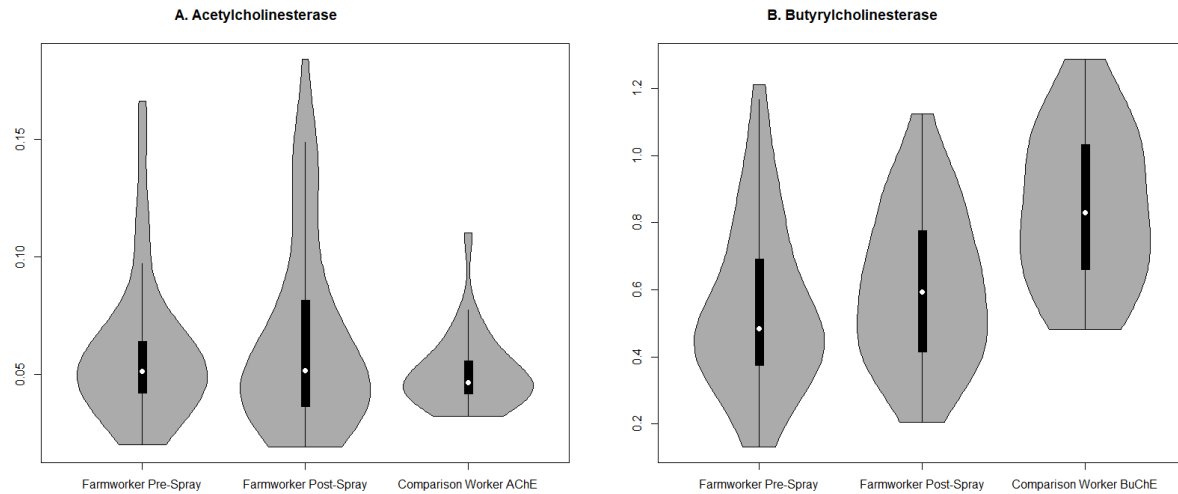 A. Acetylcholinesterase
0.15
0.10
0.05
Farmworker Pre-Spray
Farmworker Post-Spray
Comparison Worker AChE
B. Butyrylcholinesterase
1.2
1.0
0.8
0.6
0.4
0.2
Farmworker Pre-Spray
Farmworker Post-Spray
Comparison Worker BuChE